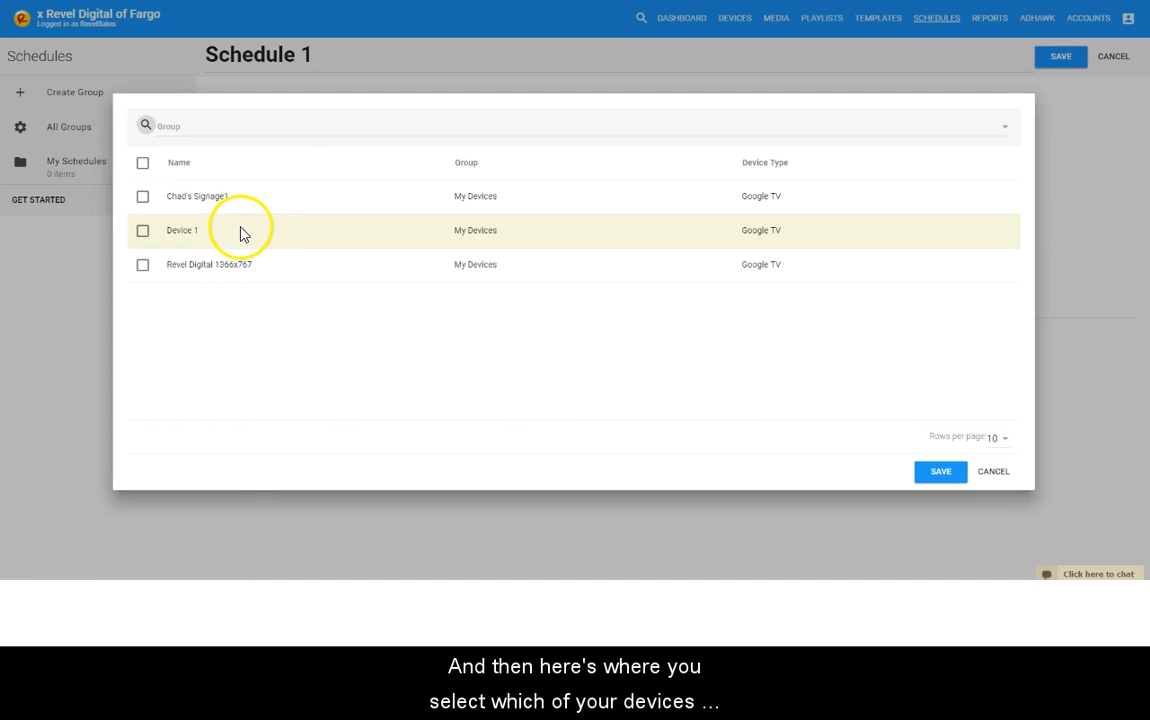 x Revel Digital of Fargo
Logged in as RevelSales
DASHBOARD DEVICES MEDIA PLAYLISTS TEMPLATES SCHEDULES REPORTS ADHAWK ACCOUNTS
Schedules
Schedule 1
SAVE CANCEL
Create Group
All Groups
My Schedules
0 items
GET STARTED
Group
Name Group Device Type
Chad's Signage1 My Devices Google TV
Device 1 My Devices Google TV
Revel Digital 1366x767 My Devices Google TV
Rows per page: 10
SAVE CANCEL
Click here to chat
And then here's where you
select which of your devices ...